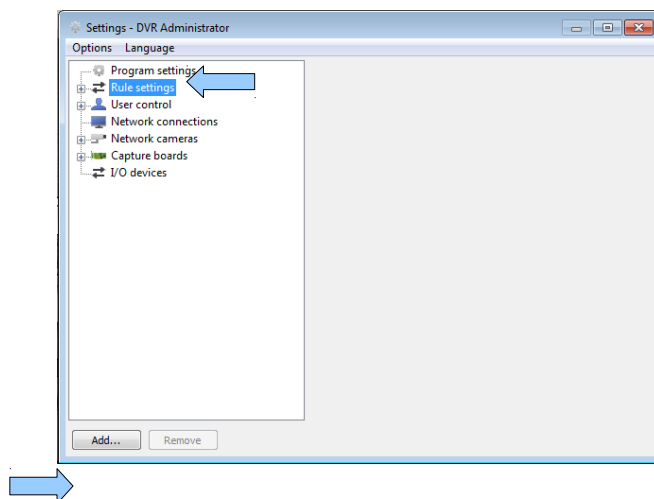 Settings - DVR Administrator
Options Language
Program settings
Rule settings
User control
Network connections
Network cameras
Capture boards
I/O devices
Add... Remove